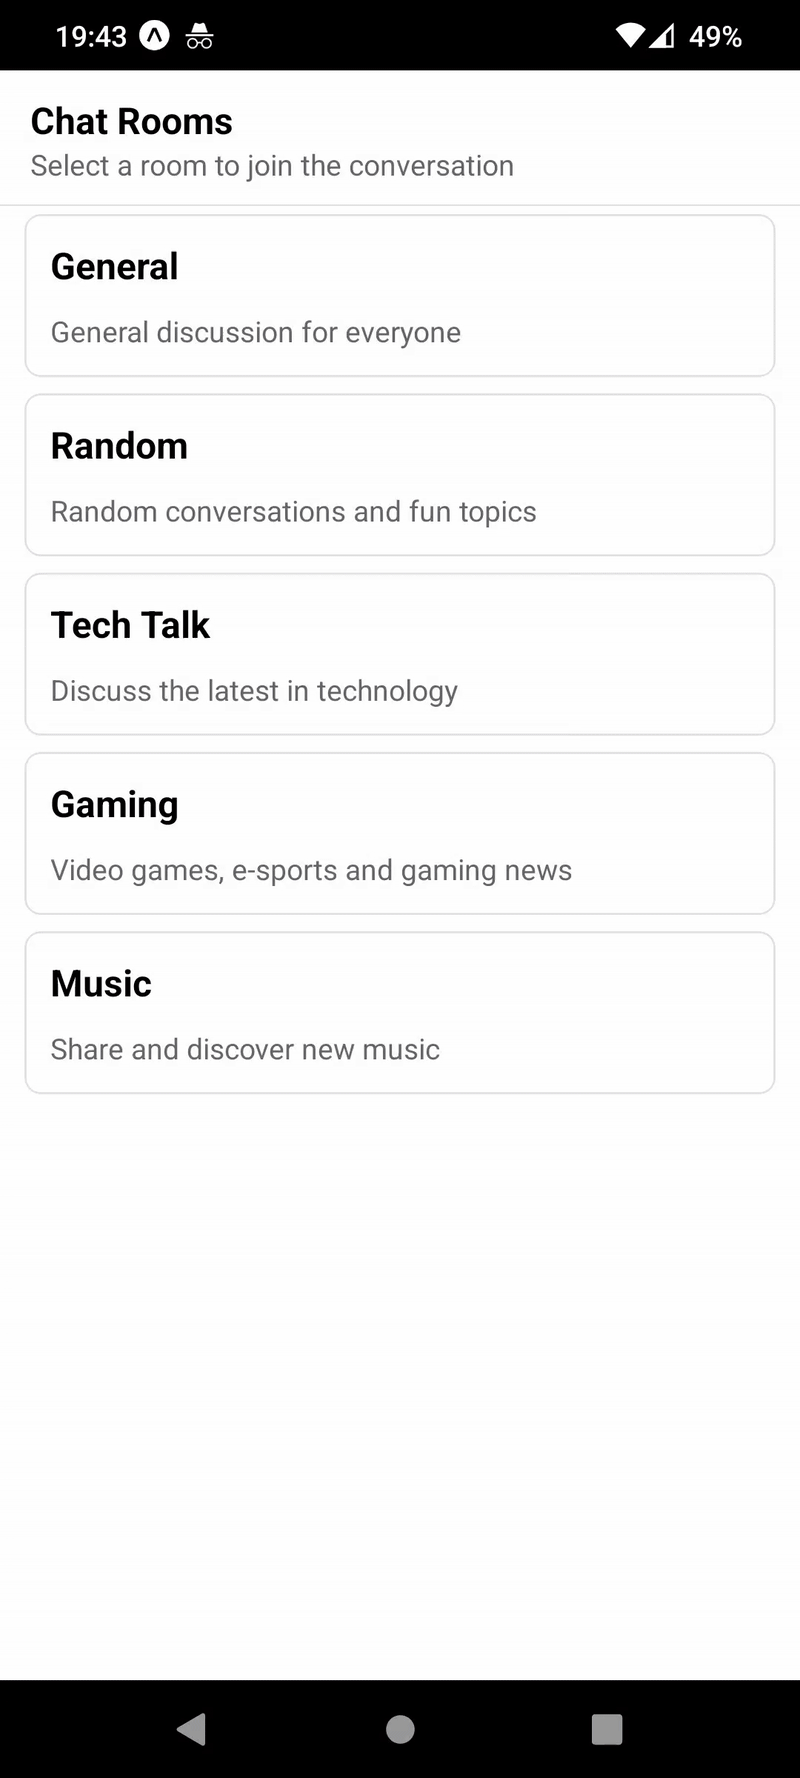 19:43 49%
Chat Rooms
Select a room to join the conversation
General
General discussion for everyone
Random
Random conversations and fun topics
Tech Talk
Discuss the latest in technology
Gaming
Video games, e-sports and gaming news
Music
Share and discover new music